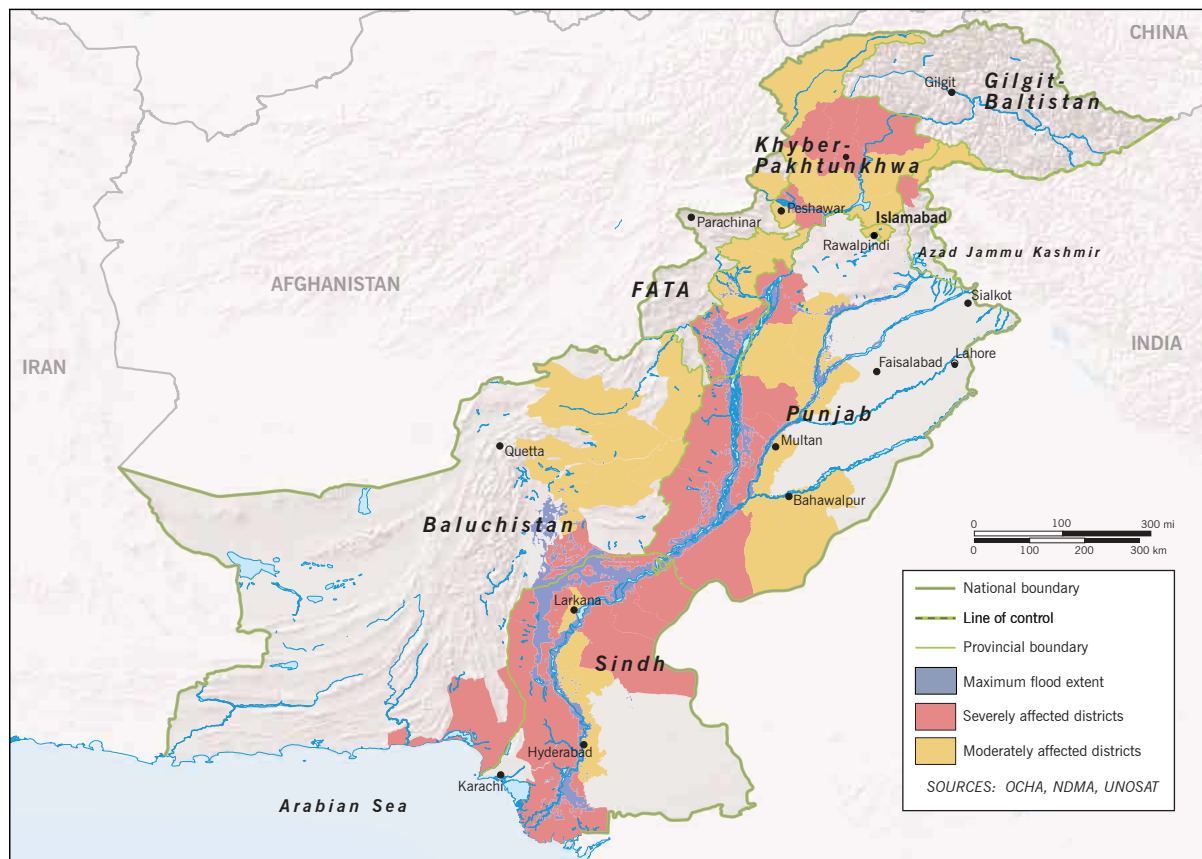 CHINA
Gilgit
Gilgit-
Baltistan
Khyber-
Pakhtunkhwa
Peshawar
Parachinar
Islamabad
Rawalpindi
Azad Jammu Kashmir
AFGHANISTAN
FATA
Sialkot
INDIA
IRAN
Faisalabad
Lahore
Punjab
Multan
Quetta
Bahawalpur
Baluchistan
0 100 300 mi
0 100 200 300 km
Larkana
Sindh
Hyderabad
Karachi
Arabian Sea
National boundary
Line of control
Provincial boundary
Maximum flood extent
Severely affected districts
Moderately affected districts
SOURCES: OCHA, NDMA, UNOSAT